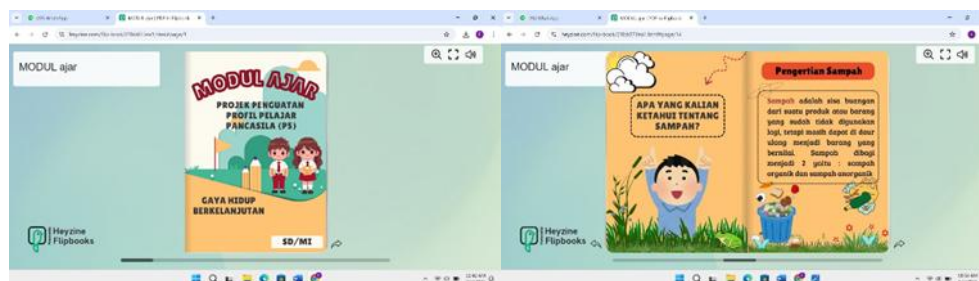 MODUL ajar
MODUL AJAR
PROJEK PENGUATAN
PROFIL PELAJAR
PANCASILA (P5)
GAYA HIDUP
BERKELANJUTAN
SD/MI
Heyzine
Flipbooks
MODUL ajar
APA YANG KALIAN
KETAHUI TENTANG
SAMPAH?
Pengertian Sampah
Sampah adalah sisa buangan
dari suatu produk atau barang
yang sudah tidak digunakan
lagi, tetapi masih dapat di daur
ulang menjadi barang yang
bernilai. Sampah dibagi
menjadi 2 yaitu : sampah
organik dan sampah anorganik
Heyzine
Flipbooks